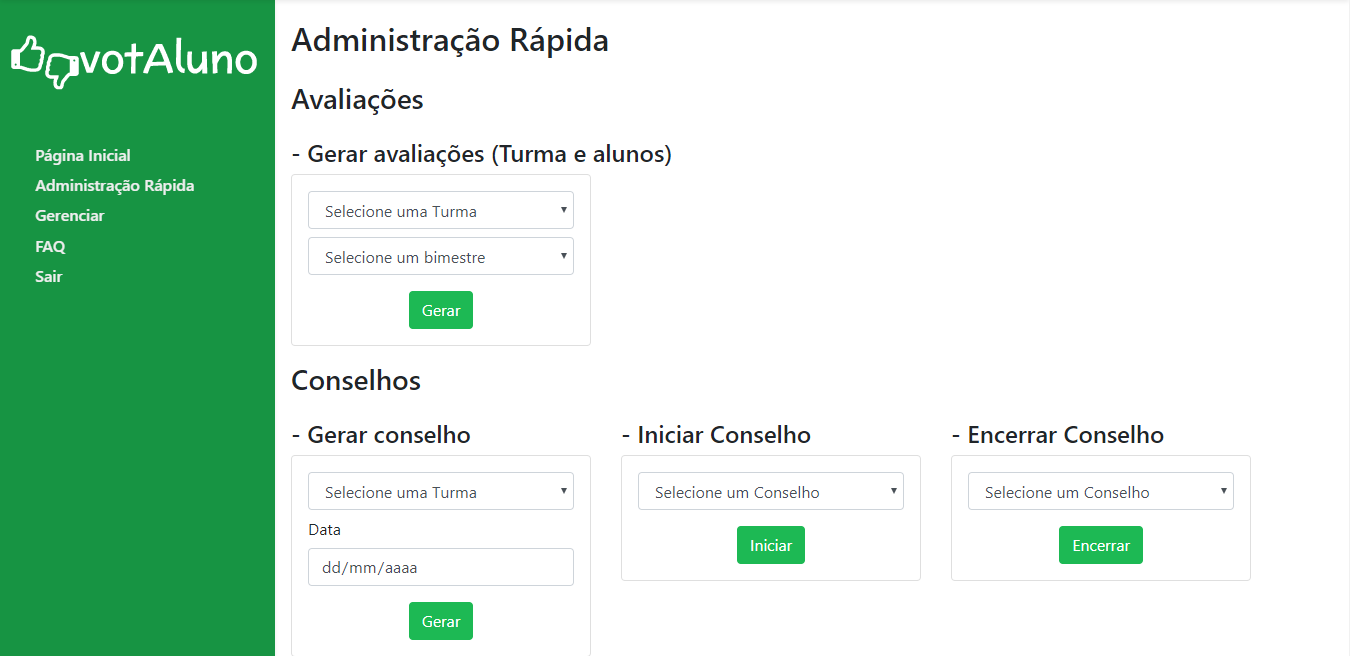 votAluno
Página Inicial
Administração Rápida
Gerenciar
FAQ
Sair
Administração Rápida
Avaliações
- Gerar avaliações (Turma e alunos)
Selecione uma Turma
Selecione um bimestre
Gerar
Conselhos
- Gerar conselho
Selecione uma Turma
Data
dd/mm/aaaa
Gerar
- Iniciar Conselho
Selecione um Conselho
Iniciar
- Encerrar Conselho
Selecione um Conselho
Encerrar